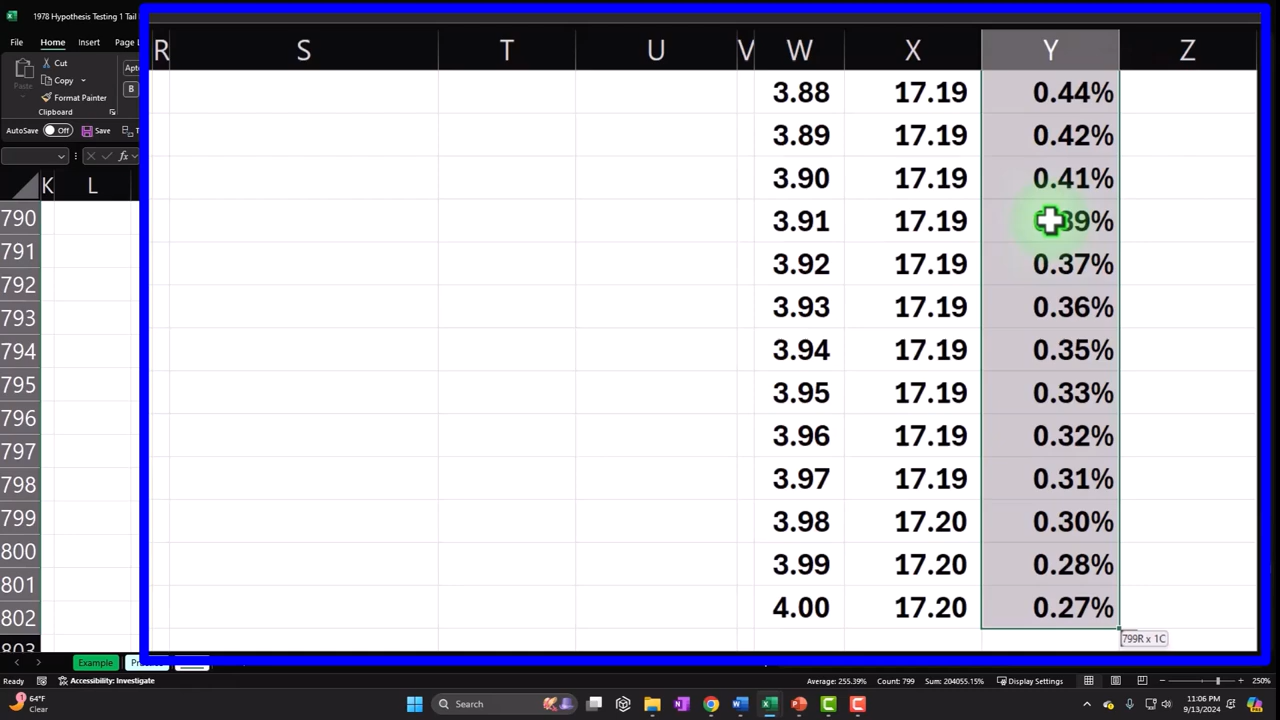 1978 Hypothesis Testing 1 Tail
File Home Insert Page L
Cut
Copy
Format Painter
Paste
Clipboard
Apto
B
AutoSave Off Save
fx
K L
R S T U V W X Y Z
790
791
792
793
794
795
796
797
798
799
800
801
802
803
3.88 17.19 0.44%
3.89 17.19 0.42%
3.90 17.19 0.41%
3.91 17.19 39%
3.92 17.19 0.37%
3.93 17.19 0.36%
3.94 17.19 0.35%
3.95 17.19 0.33%
3.96 17.19 0.32%
3.97 17.19 0.31%
3.98 17.20 0.30%
3.99 17.20 0.28%
4.00 17.20 0.27%
799R x 1C
Example
Ready Accessibility: Investigate Average: 255.39% Count: 799 Sum: 204055.15% Display Settings 250%
64°F
Clear
Search
11:06 PM
9/13/2024